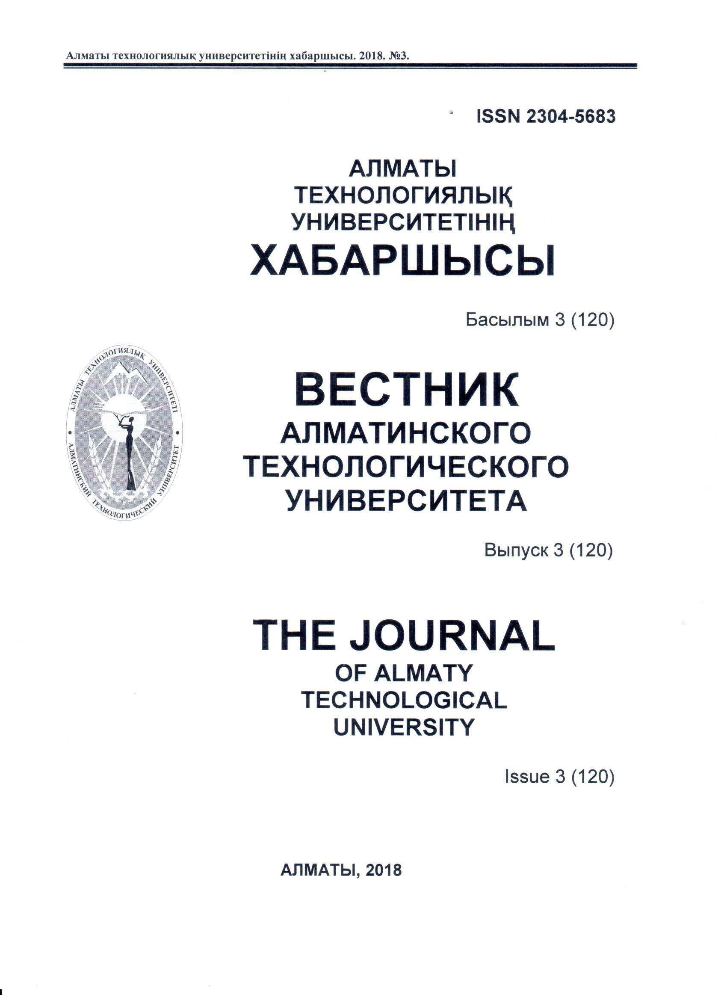 Алматы технологиялық университетінің хабаршысы. 2018. №3.
ISSN 2304-5683
АЛМАТЫ
ТЕХНОЛОГИЯЛЫҚ
УНИВЕРСИТЕТІНІҢ
ХАБАРШЫСЫ
Басылым 3 (120)
АЛМАТЫ ТЕХНОЛОГИЯЛЫҚ УНИВЕРСИТЕТІ
АЛМАТИНСКИЙ ТЕХНОЛОГИЧЕСКИЙ УНИВЕРСИТЕТ
ВЕСТНИК
АЛМАТИНСКОГО
ТЕХНОЛОГИЧЕСКОГО
УНИВЕРСИТЕТА
Выпуск 3 (120)
THE JOURNAL
OF ALMATY
TECHNOLOGICAL
UNIVERSITY
Issue 3 (120)
АЛМАТЫ, 2018